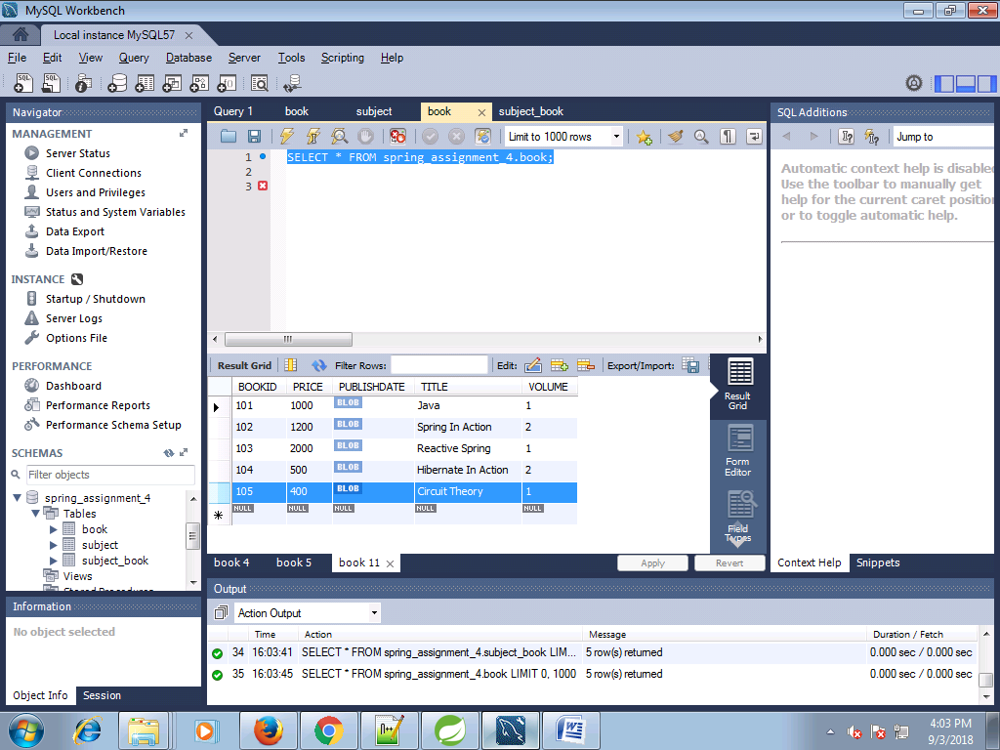 MySQL Workbench
Local instance MySQL57
File Edit View Query Database Server Tools Scripting Help
Navigator
MANAGEMENT
Server Status
Client Connections
Users and Privileges
Status and System Variables
Data Export
Data Import/Restore
INSTANCE
Startup / Shutdown
Server Logs
Options File
PERFORMANCE
Dashboard
Performance Reports
Performance Schema Setup
SCHEMAS
Filter objects
spring_assignment_4
Tables
book
subject
subject_book
Views
Stored Procedures
Information
No object selected
Object Info Session
Query 1 book subject book subject_book
Limit to 1000 rows
1 SELECT * FROM spring_assignment_4.book;
2
3
Result Grid Filter Rows: Edit: Export/Import:
BOOKID PRICE PUBLISHDATE TITLE VOLUME
101 1000 BLOB Java 1
102 1200 BLOB Spring In Action 2
103 2000 BLOB Reactive Spring 1
104 500 BLOB Hibernate In Action 2
105 400 BLOB Circuit Theory 1
NULL NULL NULL NULL NULL
Result
Grid
Form
Editor
Field
Types
book 4 book 5 book 11 Apply Revert
SQL Additions
Jump to
Automatic context help is disabled
Use the toolbar to manually get
help for the current caret position
or to toggle automatic help.
Context Help Snippets
Output
Action Output
Time Action Message Duration / Fetch
34 16:03:41 SELECT * FROM spring_assignment_4.subject_book LIM... 5 row(s) returned 0.000 sec / 0.000 sec
35 16:03:45 SELECT * FROM spring_assignment_4.book LIMIT 0, 1000 5 row(s) returned 0.000 sec / 0.000 sec
4:03 PM
9/3/2018